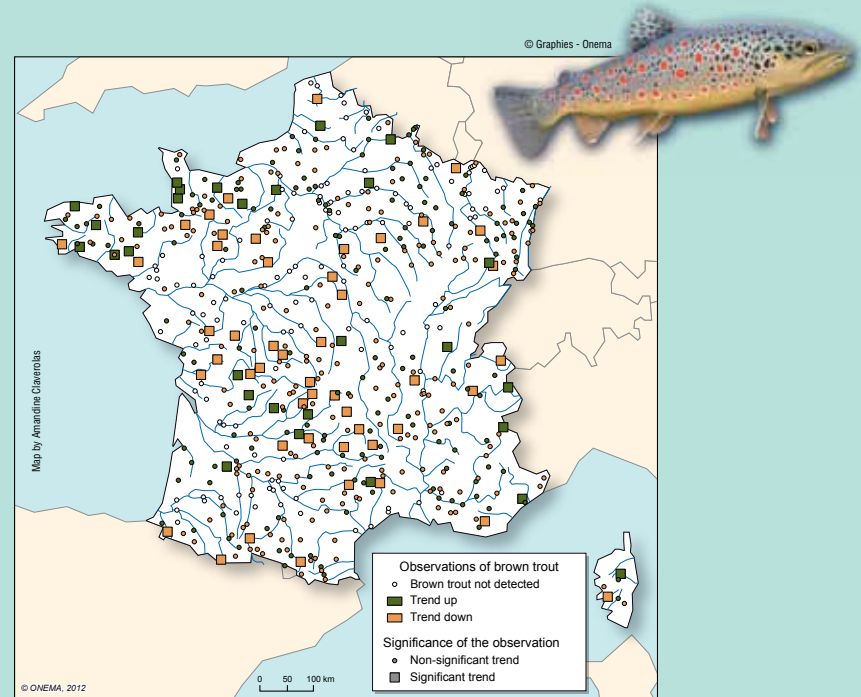 © Graphies - Onema
Map by Amandine Claverolas
Observations of brown trout
Brown trout not detected
Trend up
Trend down
Significance of the observation
Non-significant trend
Significant trend
© ONEMA, 2012
0 50 100 km